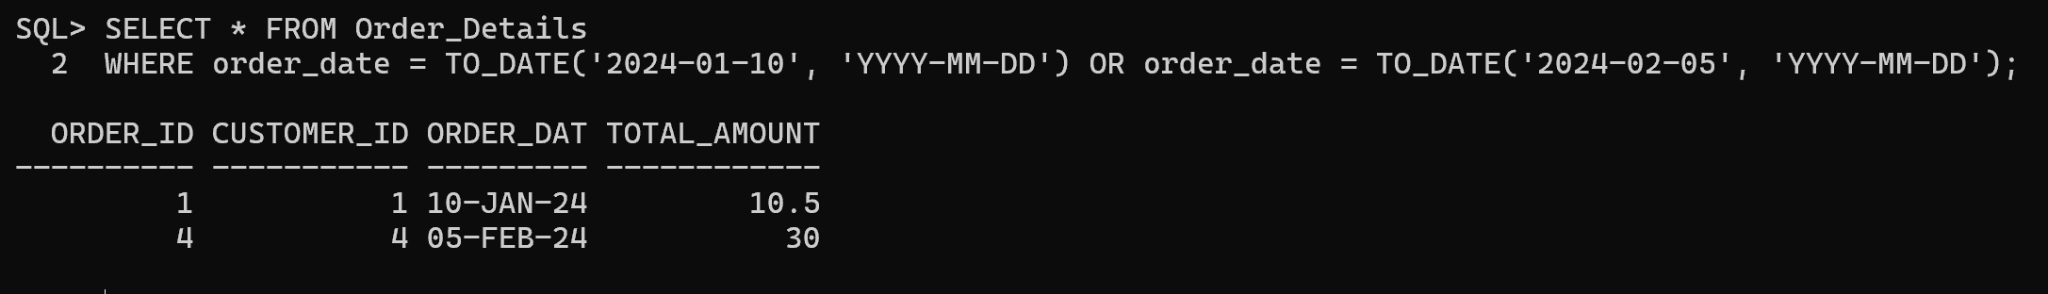 SQL> SELECT * FROM Order_Details
  2  WHERE order_date = TO_DATE('2024-01-10', 'YYYY-MM-DD') OR order_date = TO_DATE('2024-02-05', 'YYYY-MM-DD');
  ORDER_ID CUSTOMER_ID ORDER_DAT TOTAL_AMOUNT
---------- ----------- --------- ------------
         1           1 10-JAN-24         10.5
         4           4 05-FEB-24           30